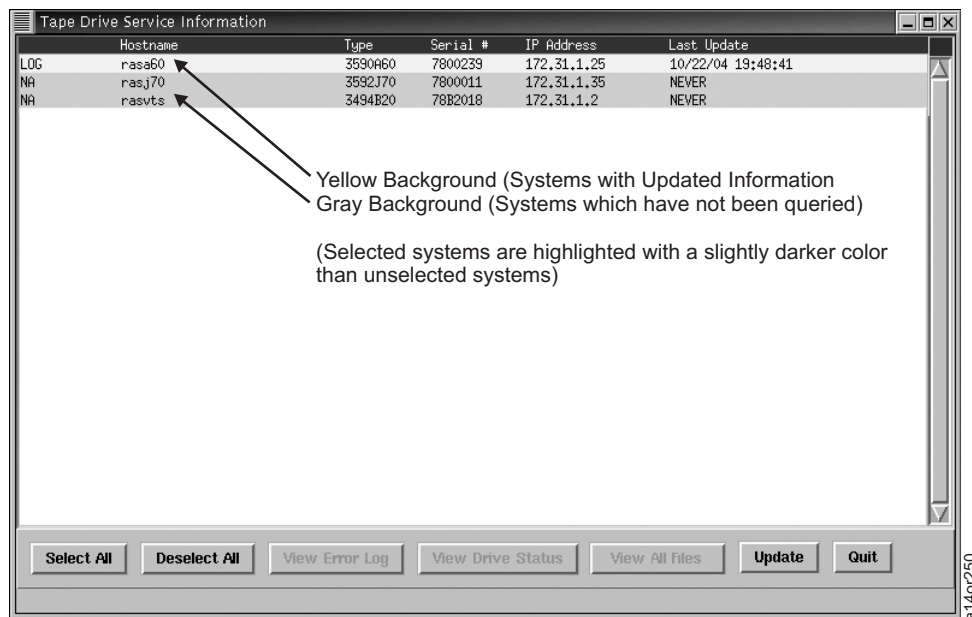 Tape Drive Service Information
Hostname Type Serial # IP Address Last Update
LOG rasa60 3590A60 7800239 172.31.1.25 10/22/04 19:48:41
NA rasj70 3592J70 7800011 172.31.1.35 NEVER
NA rasvts 3494B20 78B2018 172.31.1.2 NEVER
Yellow Background (Systems with Updated Information
Gray Background (Systems which have not been queried)
(Selected systems are highlighted with a slightly darker color
than unselected systems)
Select All Deselect All View Error Log View Drive Status View All Files Update Quit
a14or250